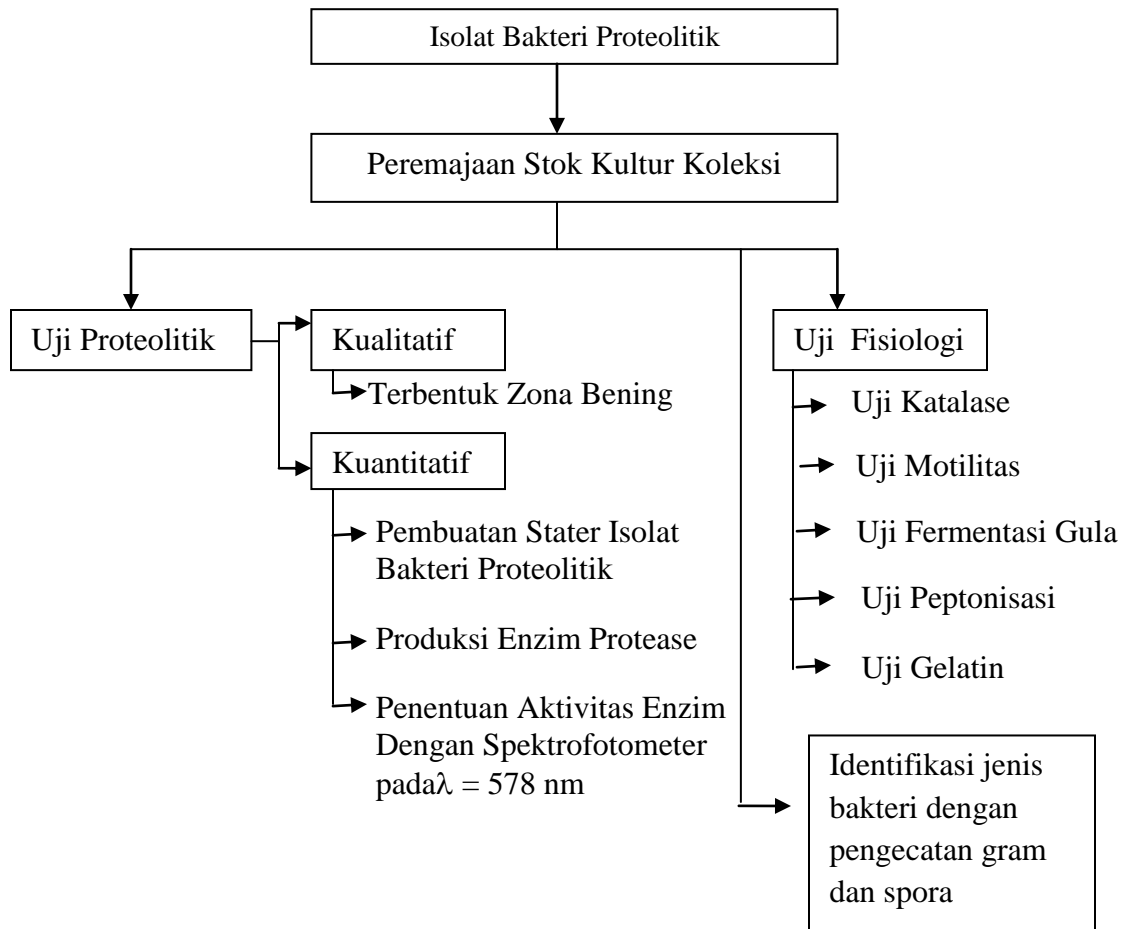 Isolat Bakteri Proteolitik
Peremajaan Stok Kultur Koleksi
Uji Proteolitik
Kualitatif
Terbentuk Zona Bening
Kuantitatif
Pembuatan Stater Isolat
Bakteri Proteolitik
Produksi Enzim Protease
Penentuan Aktivitas Enzim
Dengan Spektrofotometer
padaλ = 578 nm
Uji Fisiologi
Uji Katalase
Uji Motilitas
Uji Fermentasi Gula
Uji Peptonisasi
Uji Gelatin
Identifikasi jenis
bakteri dengan
pengecatan gram
dan spora